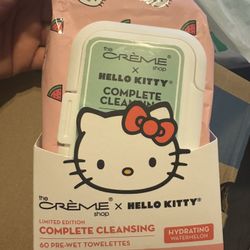 the
CRÈME
shop
x
HELLO KITTY®
COMPLETE
CLEANSING
the
CRÈME x HELLO KITTY®
shop
LIMITED EDITION
COMPLETE CLEANSING
60 PRE-WET TOWELETTES
HYDRATING
WATERMELON